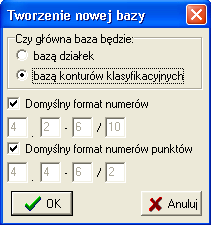 Tworzenie nowej bazy
Czy główna baza będzie:
bazą działek
bazą konturów klasyfikacyjnych
Domyślny format numerów
4 . 2 - 6 / 10
Domyślny format numerów punktów
4 4 - 6 / 2
OK Anuluj